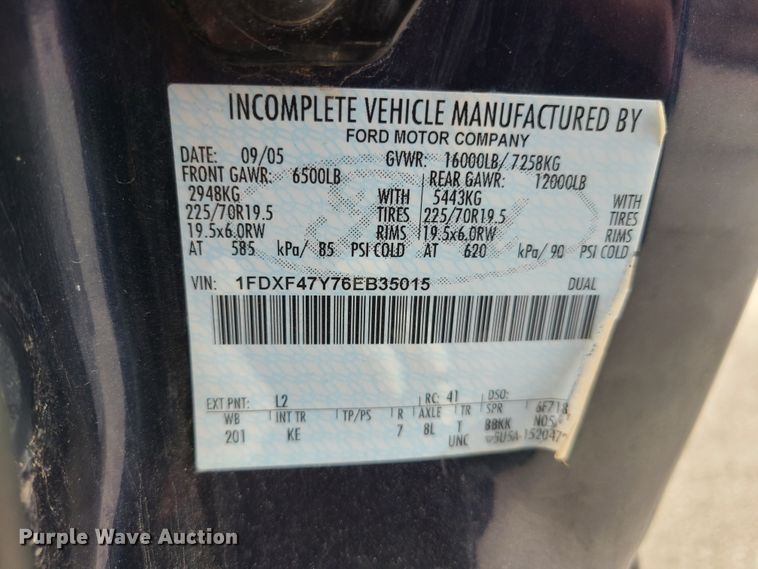 INCOMPLETE VEHICLE MANUFACTURED BY
FORD MOTOR COMPANY
DATE: 09/05 GVWR: 16000LB/ 7258KG
FRONT GAWR: 6500LB REAR GAWR: 12000LB
2948KG WITH 5443KG WITH
225/70R19.5 TIRES 225/70R19.5 TIRES
19.5x6.0RW RIMS 19.5x6.0RW RIMS
AT 585 kPa/ 85 PSI COLD AT 620 kPa/ 90 PSI COLD
VIN: 1FDXF47Y76EB35015 DUAL
EXT PNT: L2 RC: 41 DSO:
WB INT TR TP/PS R AXLE TR SPR 6F718
201 KE 7 8L T BBKK NOS
UNC
Purple Wave Auction